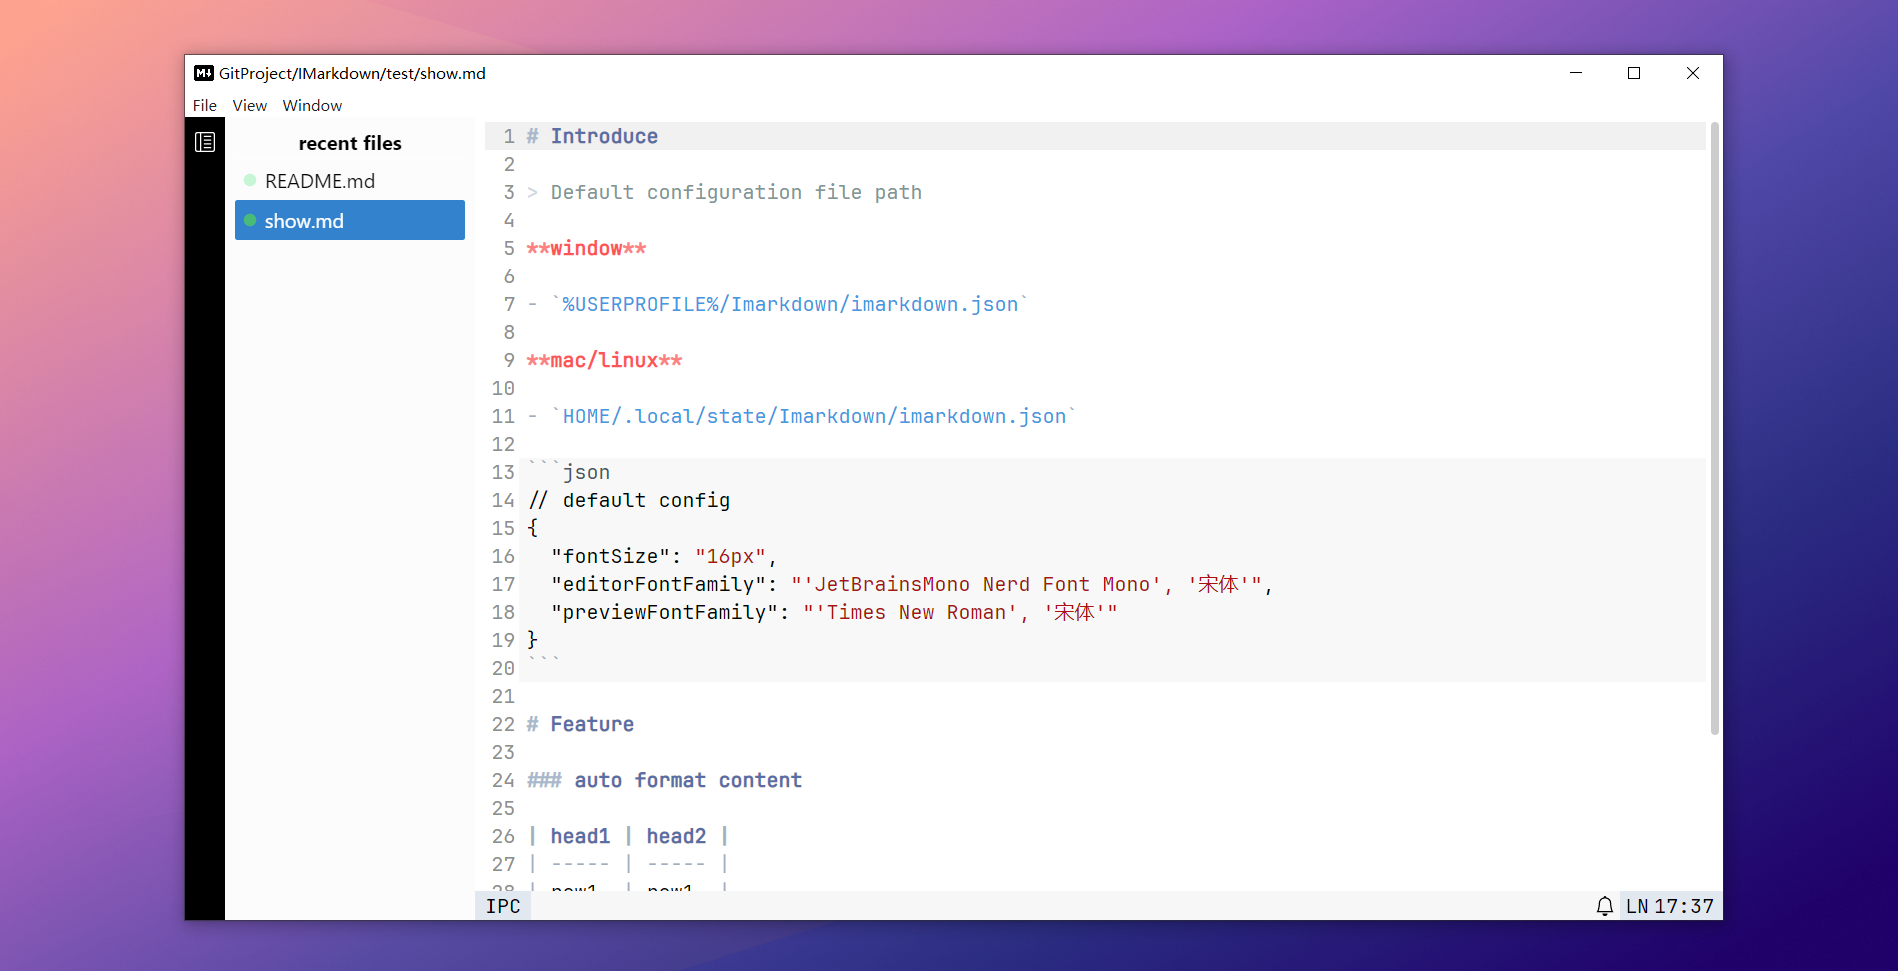 GitProject/IMarkdown/test/show.md
File View Window
recent files
README.md
show.md
1 # Introduce
2
3 > Default configuration file path
4
5 **window**
6
7 - `%USERPROFILE%/Imarkdown/imarkdown.json`
8
9 **mac/linux**
10
11 - `HOME/.local/state/Imarkdown/imarkdown.json`
12
13 ```json
14 // default config
15 {
16   "fontSize": "16px",
17   "editorFontFamily": "'JetBrainsMono Nerd Font Mono', '宋体'",
18   "previewFontFamily": "'Times New Roman', '宋体'"
19 }
20 ```
21
22 # Feature
23
24 ### auto format content
25
26 | head1 | head2 |
27 | ----- | ----- |
28 | row1 | row1 |
IPC
LN 17:37